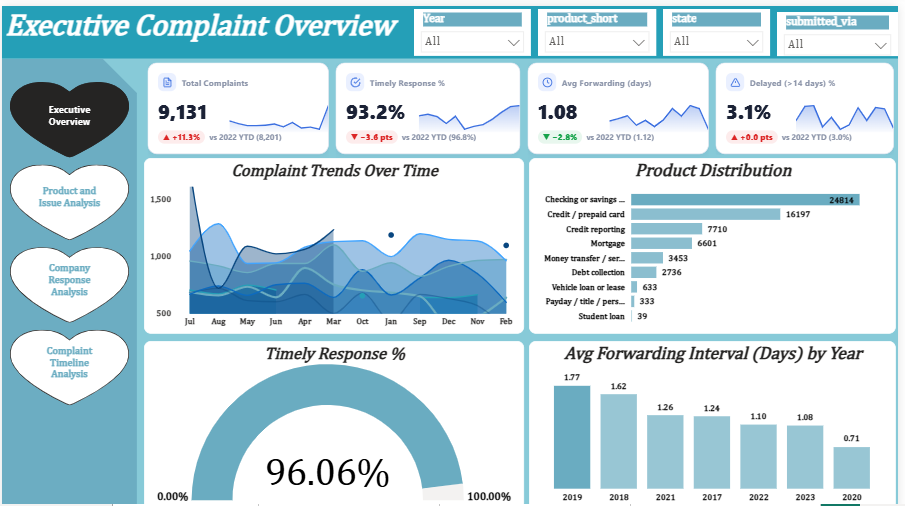 Executive Complaint Overview
Year
All
product_short
All
state
All
submitted_via
All
Executive
Overview
Product and
Issue Analysis
Company
Response
Analysis
Complaint
Timeline
Analysis
Total Complaints
9,131
▲ +11.3% vs 2022 YTD (8,201)
Timely Response %
93.2%
▼ −3.6 pts vs 2022 YTD (96.8%)
Avg Forwarding (days)
1.08
▼ −2.8% vs 2022 YTD (1.12)
Delayed (>14 days) %
3.1%
▲ +0.0 pts vs 2022 YTD (3.0%)
Complaint Trends Over Time
1,500
1,000
500
Jul Aug May Jun Apr Mar Oct Jan Sep Dec Nov Feb
Product Distribution
Checking or savings ... 24814
Credit / prepaid card 16197
Credit reporting 7710
Mortgage 6601
Money transfer / ser... 3453
Debt collection 2736
Vehicle loan or lease 633
Payday / title / pers... 333
Student loan 39
Timely Response %
96.06%
0.00% 100.00%
Avg Forwarding Interval (Days) by Year
1.77 1.62 1.26 1.24 1.10 1.08 0.71
2019 2018 2021 2017 2022 2023 2020